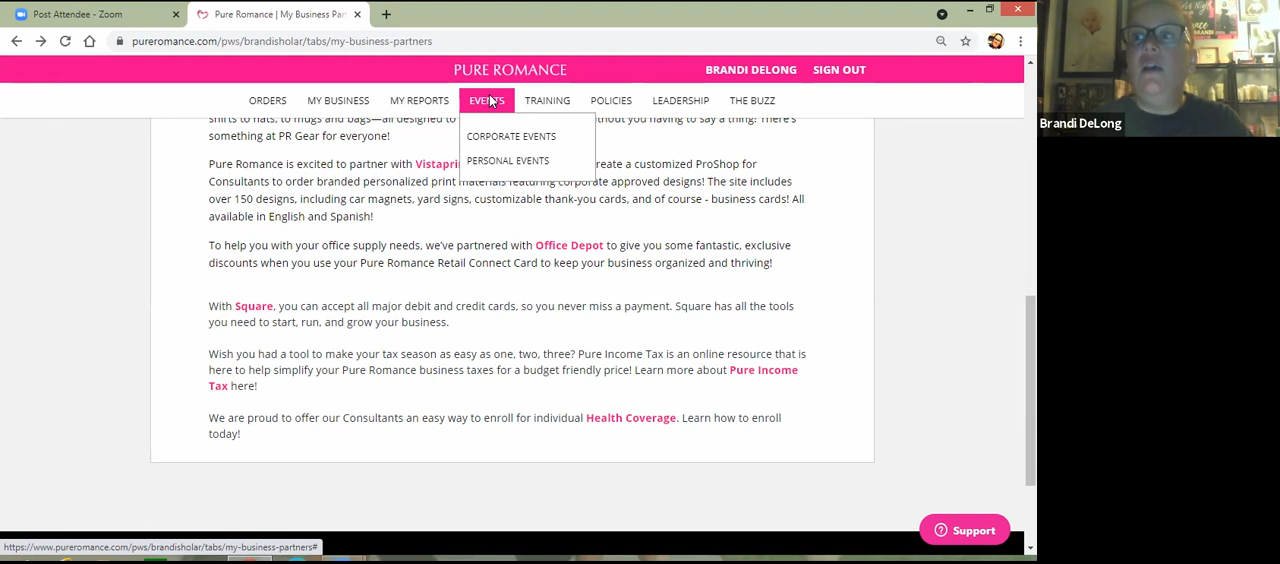 Post Attendee - Zoom
Pure Romance | My Business Par
pureromance.com/pws/brandisholar/tabs/my-business-partners
PURE ROMANCE
BRANDI DELONG
SIGN OUT
ORDERS
MY BUSINESS
MY REPORTS
EVENTS
TRAINING
POLICIES
LEADERSHIP
THE BUZZ
CORPORATE EVENTS
PERSONAL EVENTS
shirts to hats, to mugs and bags—all designed to without you having to say a thing! There's
something at PR Gear for everyone!
Pure Romance is excited to partner with Vistaprin create a customized ProShop for
Consultants to order branded personalized print materials featuring corporate approved designs! The site includes
over 150 designs, including car magnets, yard signs, customizable thank-you cards, and of course - business cards! All
available in English and Spanish!
To help you with your office supply needs, we've partnered with Office Depot to give you some fantastic, exclusive
discounts when you use your Pure Romance Retail Connect Card to keep your business organized and thriving!
With Square, you can accept all major debit and credit cards, so you never miss a payment. Square has all the tools
you need to start, run, and grow your business.
Wish you had a tool to make your tax season as easy as one, two, three? Pure Income Tax is an online resource that is
here to help simplify your Pure Romance business taxes for a budget friendly price! Learn more about Pure Income
Tax here!
We are proud to offer our Consultants an easy way to enroll for individual Health Coverage. Learn how to enroll
today!
Support
https://www.pureromance.com/pws/brandisholar/tabs/my-business-partners#
Brandi DeLong